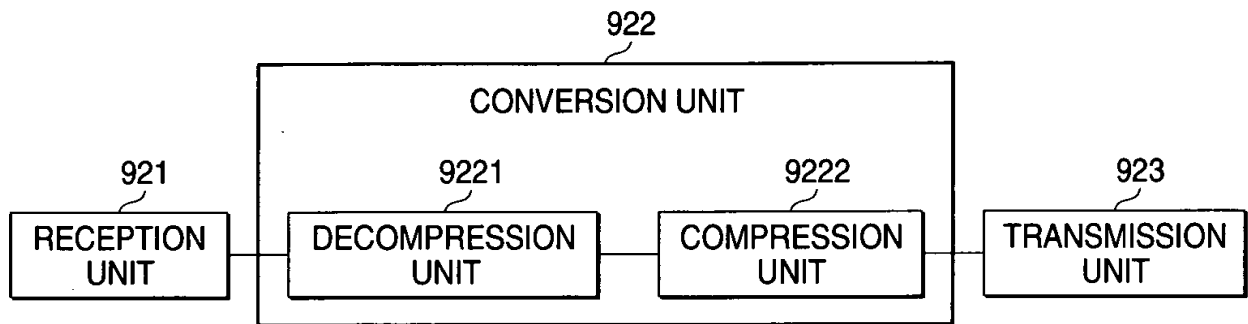 922
CONVERSION UNIT
921
9221
9222
923
RECEPTION
UNIT
DECOMPRESSION
UNIT
COMPRESSION
UNIT
TRANSMISSION
UNIT